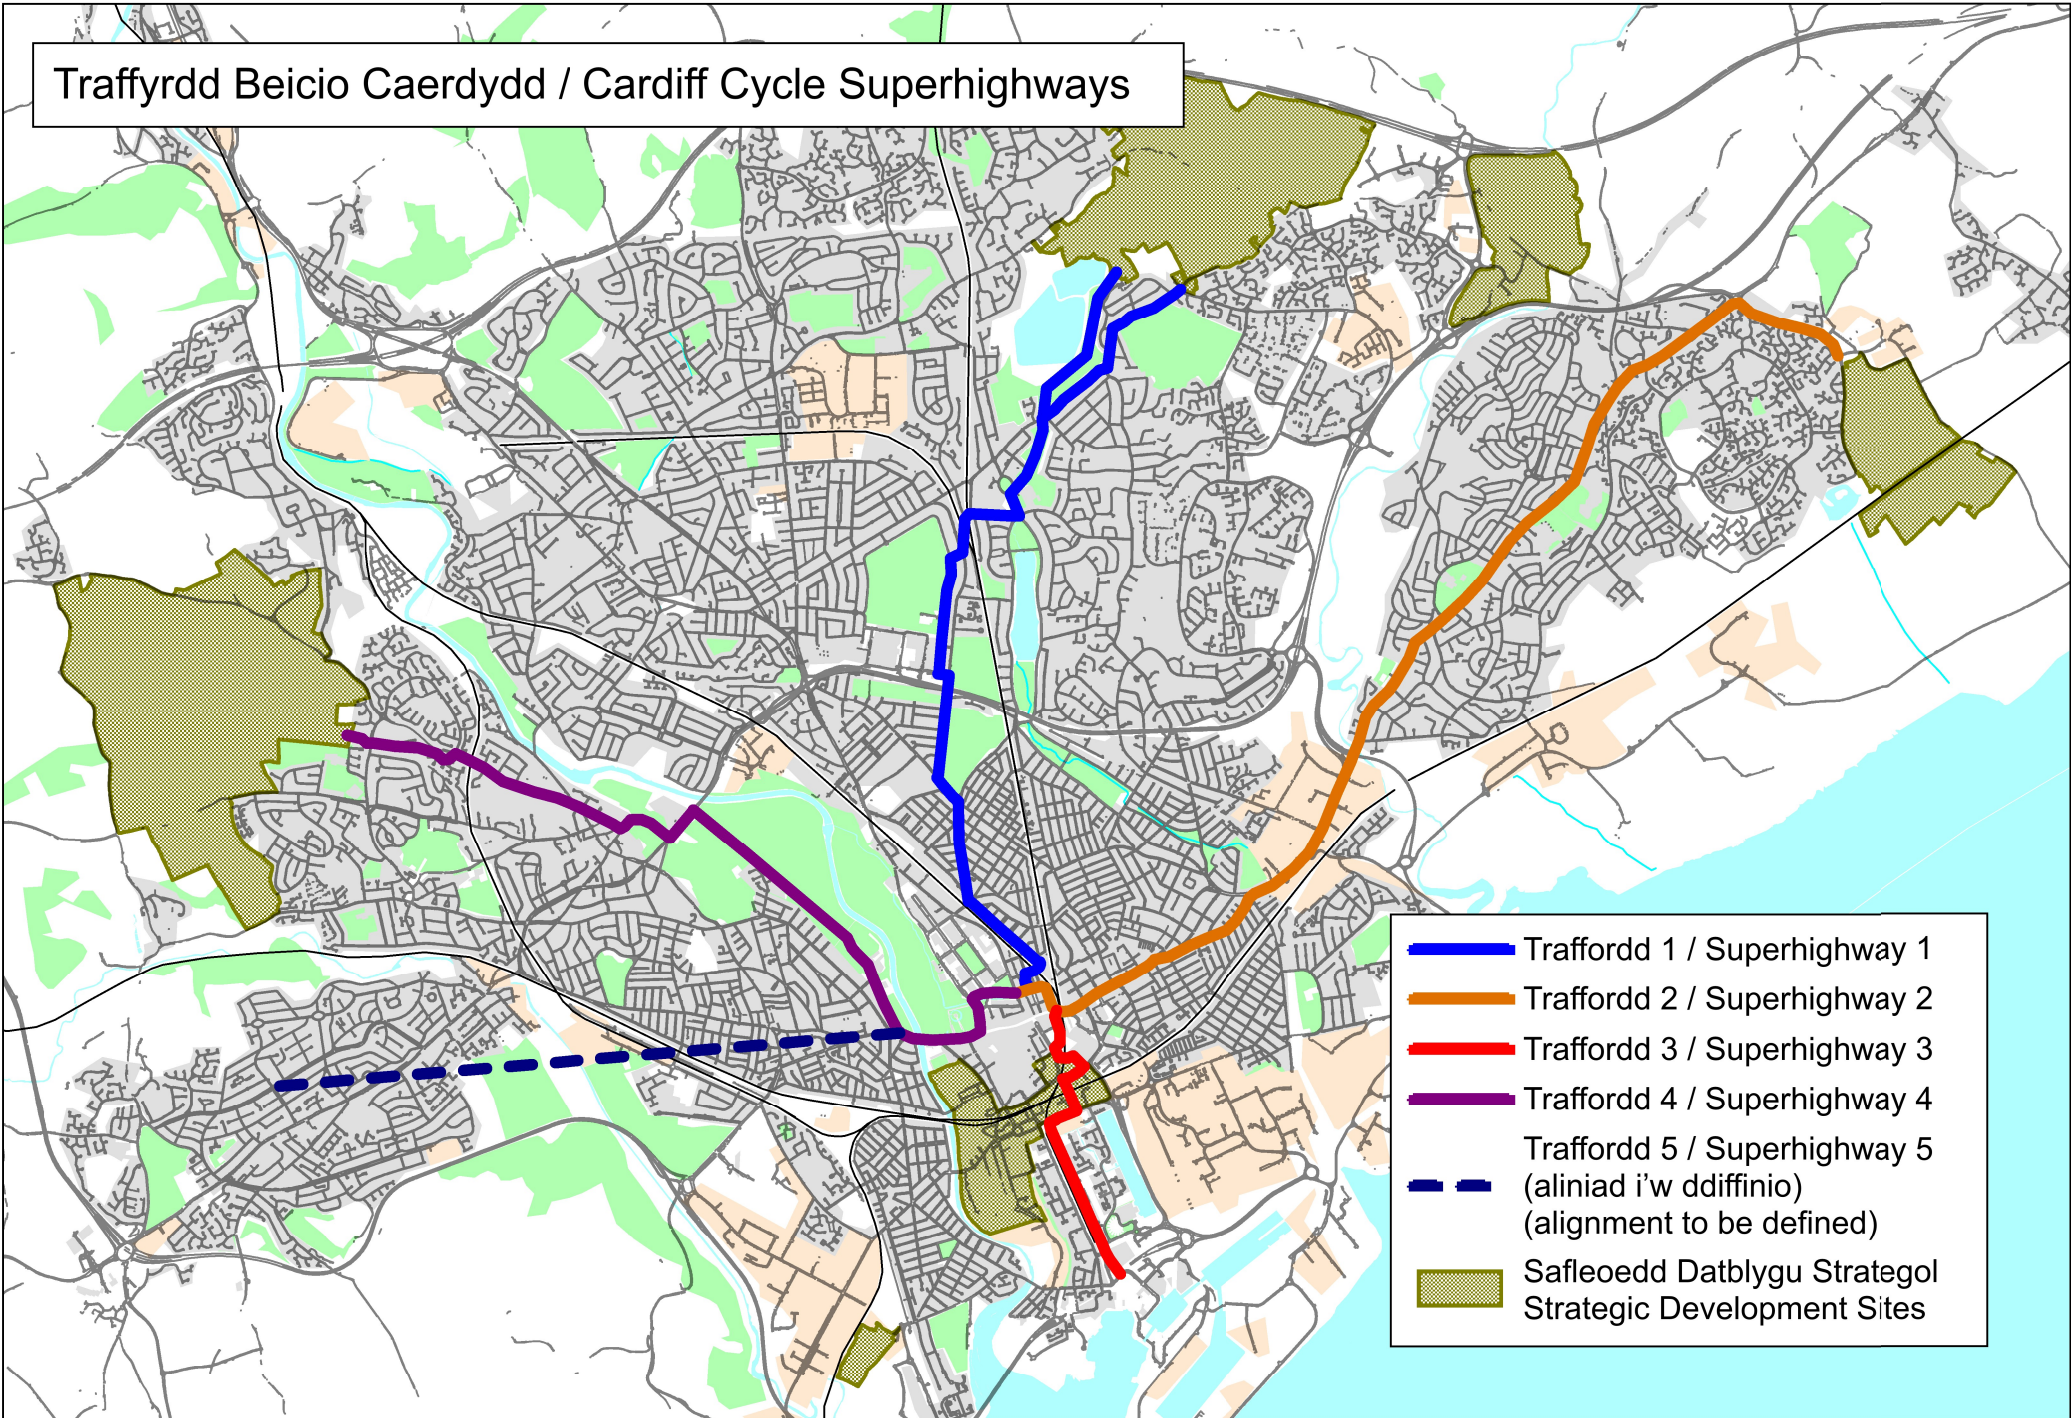 Traffyrdd Beicio Caerdydd / Cardiff Cycle Superhighways
Traffordd 1 / Superhighway 1
Traffordd 2 / Superhighway 2
Traffordd 3 / Superhighway 3
Traffordd 4 / Superhighway 4
Traffordd 5 / Superhighway 5
(aliniad i'w ddiffinio)
(alignment to be defined)
Safleoedd Datblygu Strategol
Strategic Development Sites